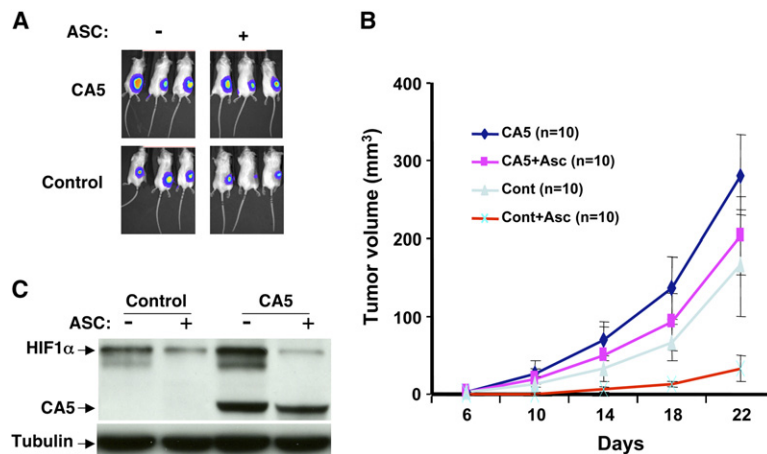 A
ASC: - +
CA5
Control
B
Tumor volume (mm³)
400
300
200
100
0
CA5 (n=10)
CA5+Asc (n=10)
Cont (n=10)
Cont+Asc (n=10)
6 10 14 18 22
Days
C
Control CA5
ASC: - + - +
HIF1α
CA5
Tubulin